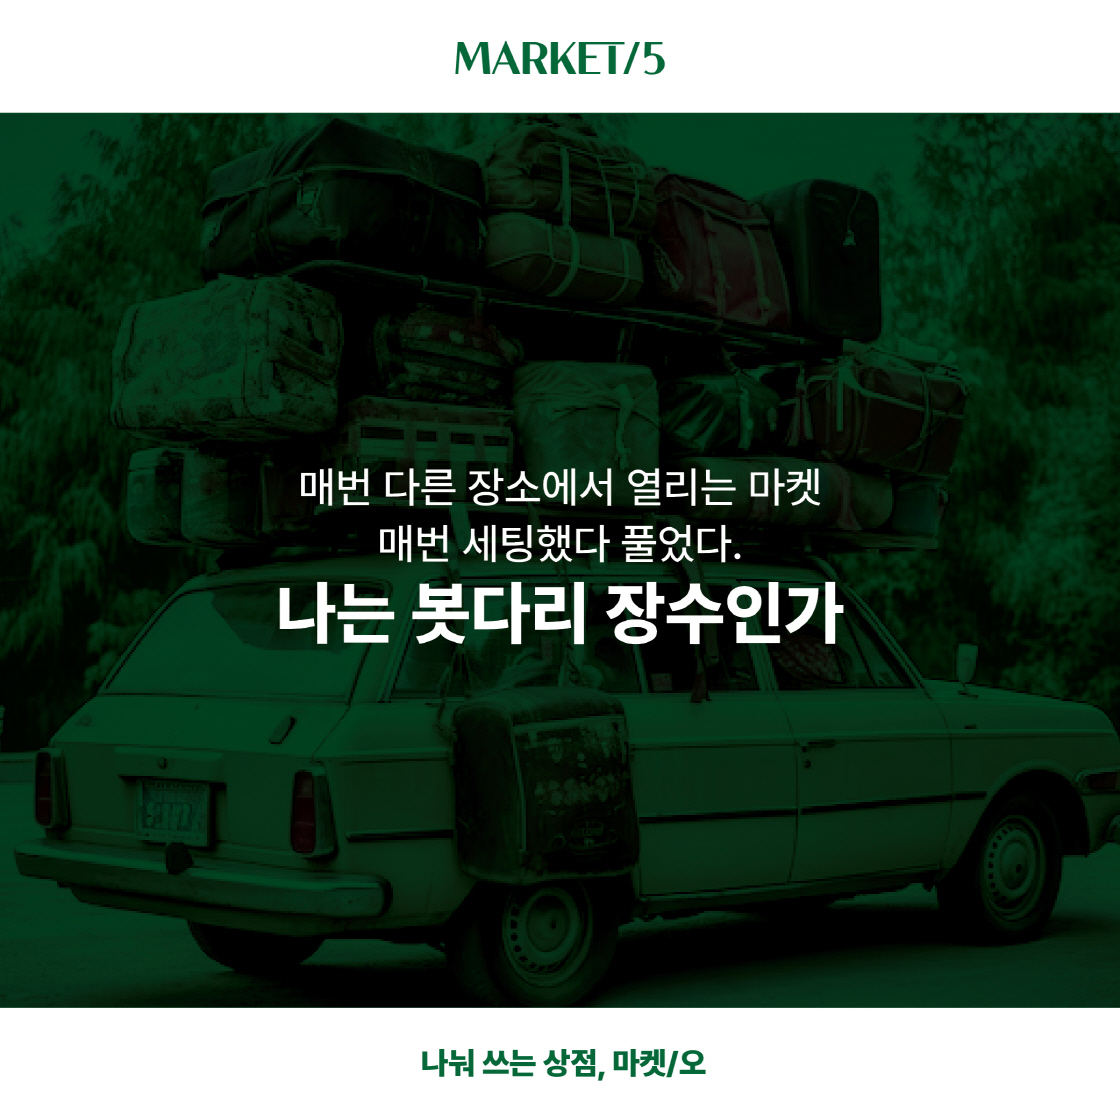 MARKET/5
매번 다른 장소에서 열리는 마켓
매번 세팅했다 풀었다.
나는 봇다리 장수인가
나눠 쓰는 상점, 마켓/오